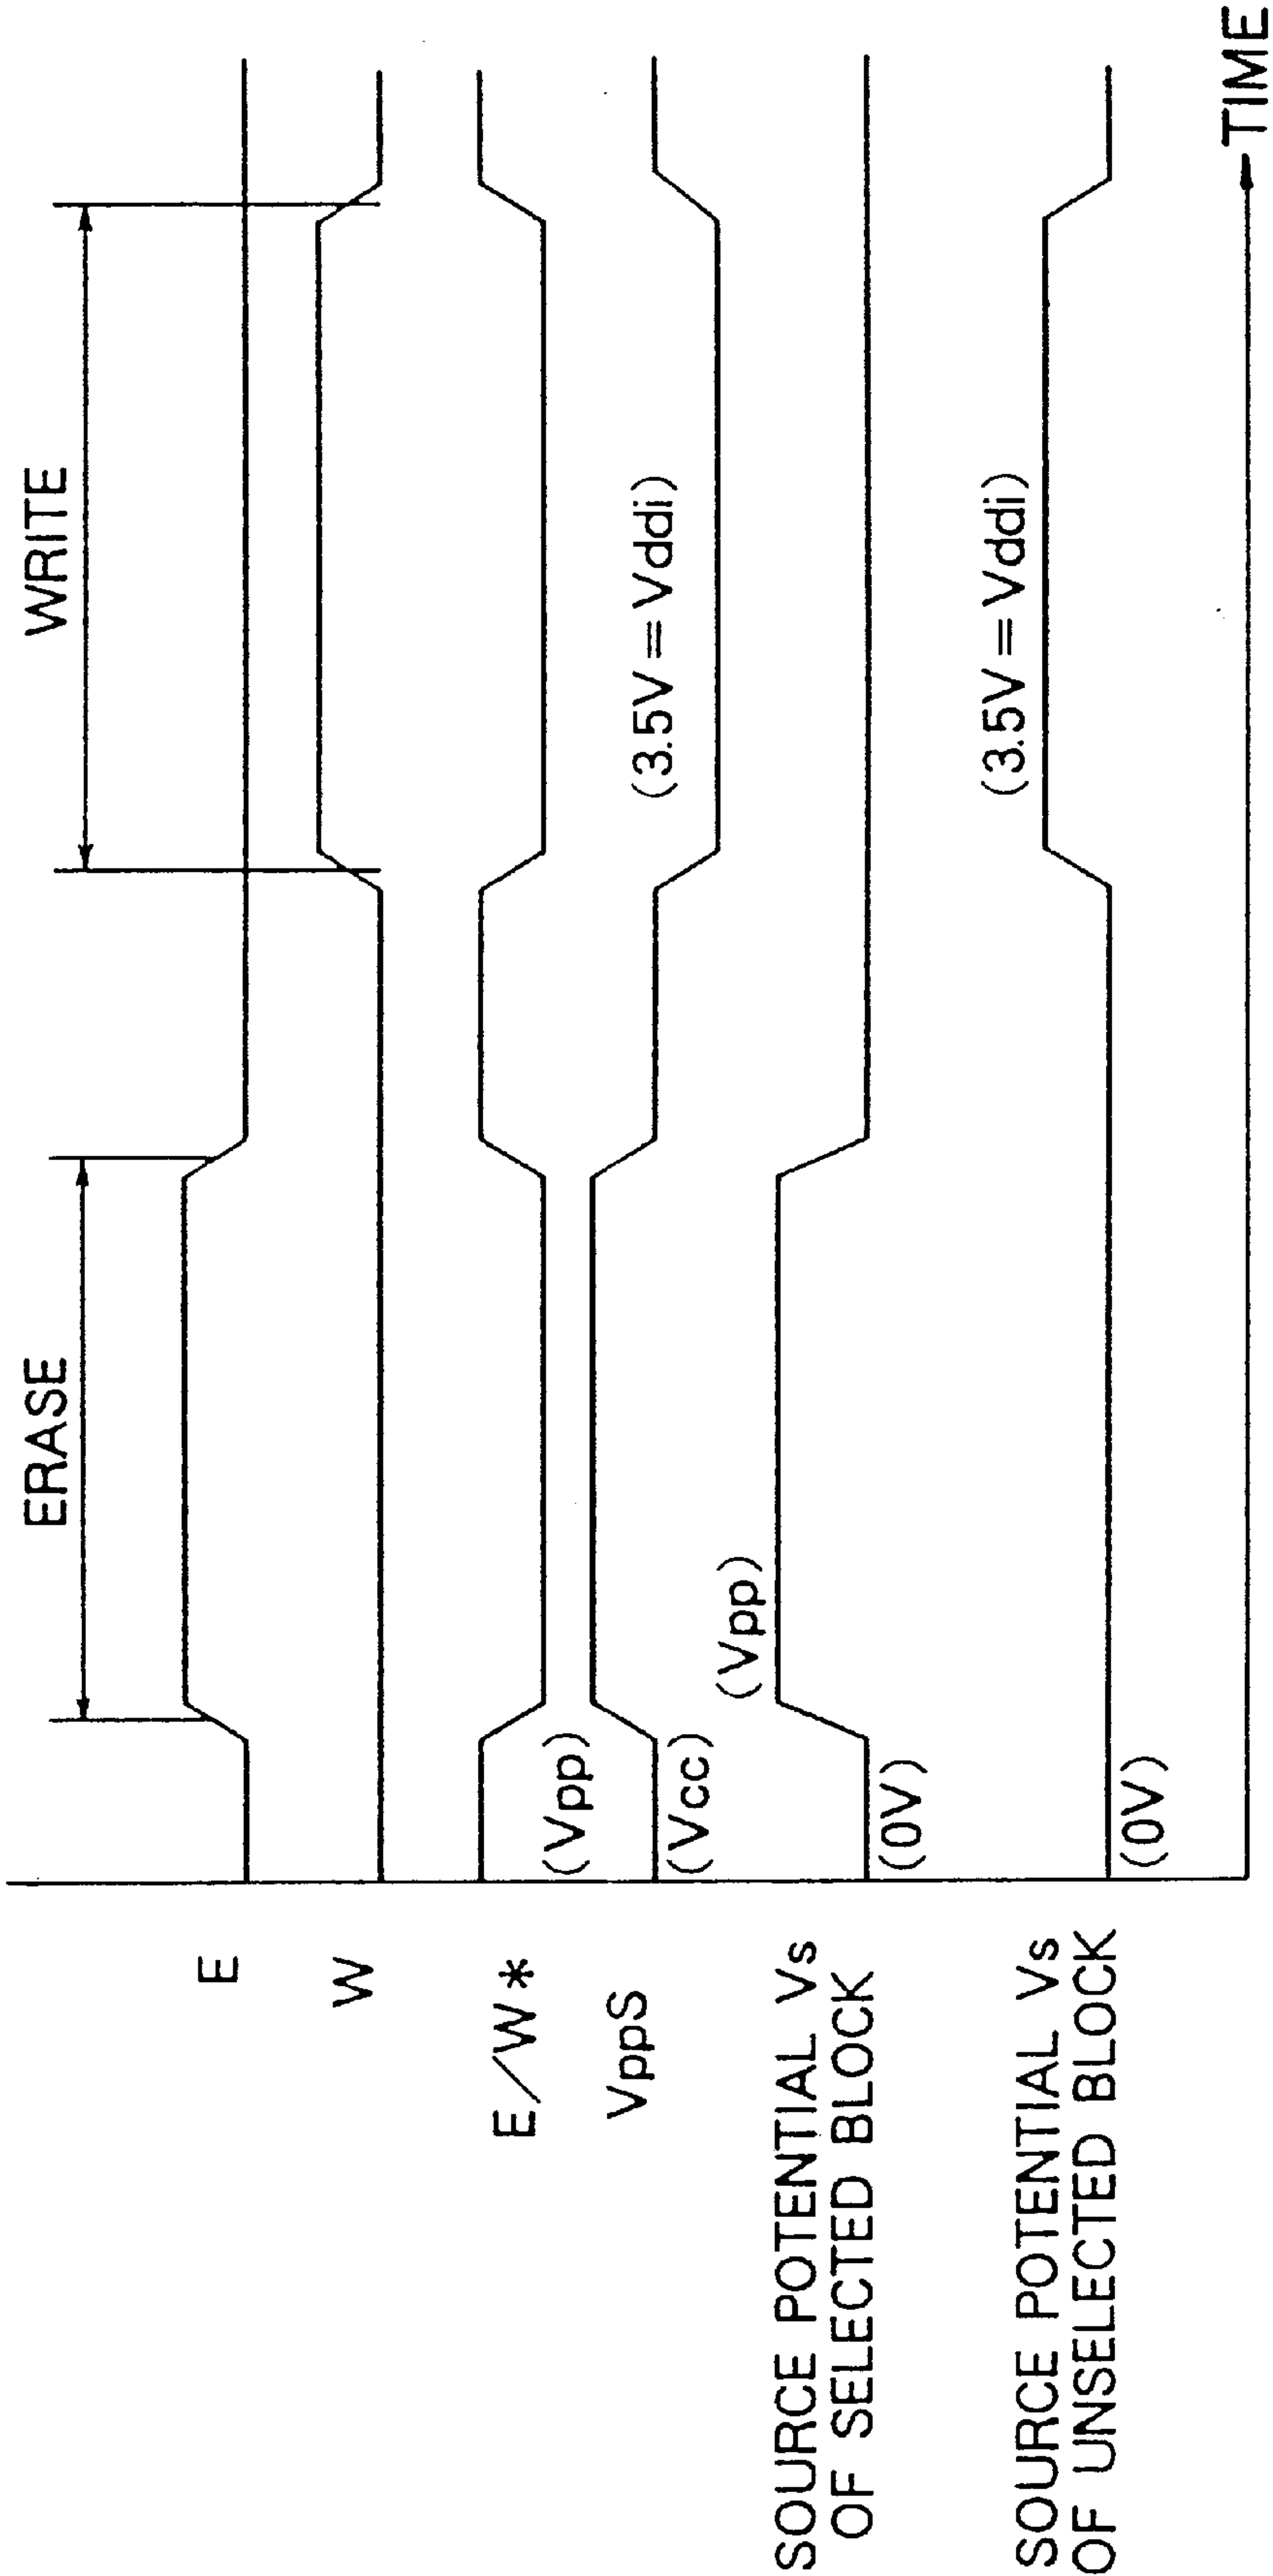 ERASE
WRITE
E
W
E/W*
(Vpp)
VppS
(Vcc)
(3.5V = Vddi)
SOURCE POTENTIAL Vs
OF SELECTED BLOCK
(Vpp)
(0V)
SOURCE POTENTIAL Vs
OF UNSELECTED BLOCK
(3.5V = Vddi)
(0V)
TIME